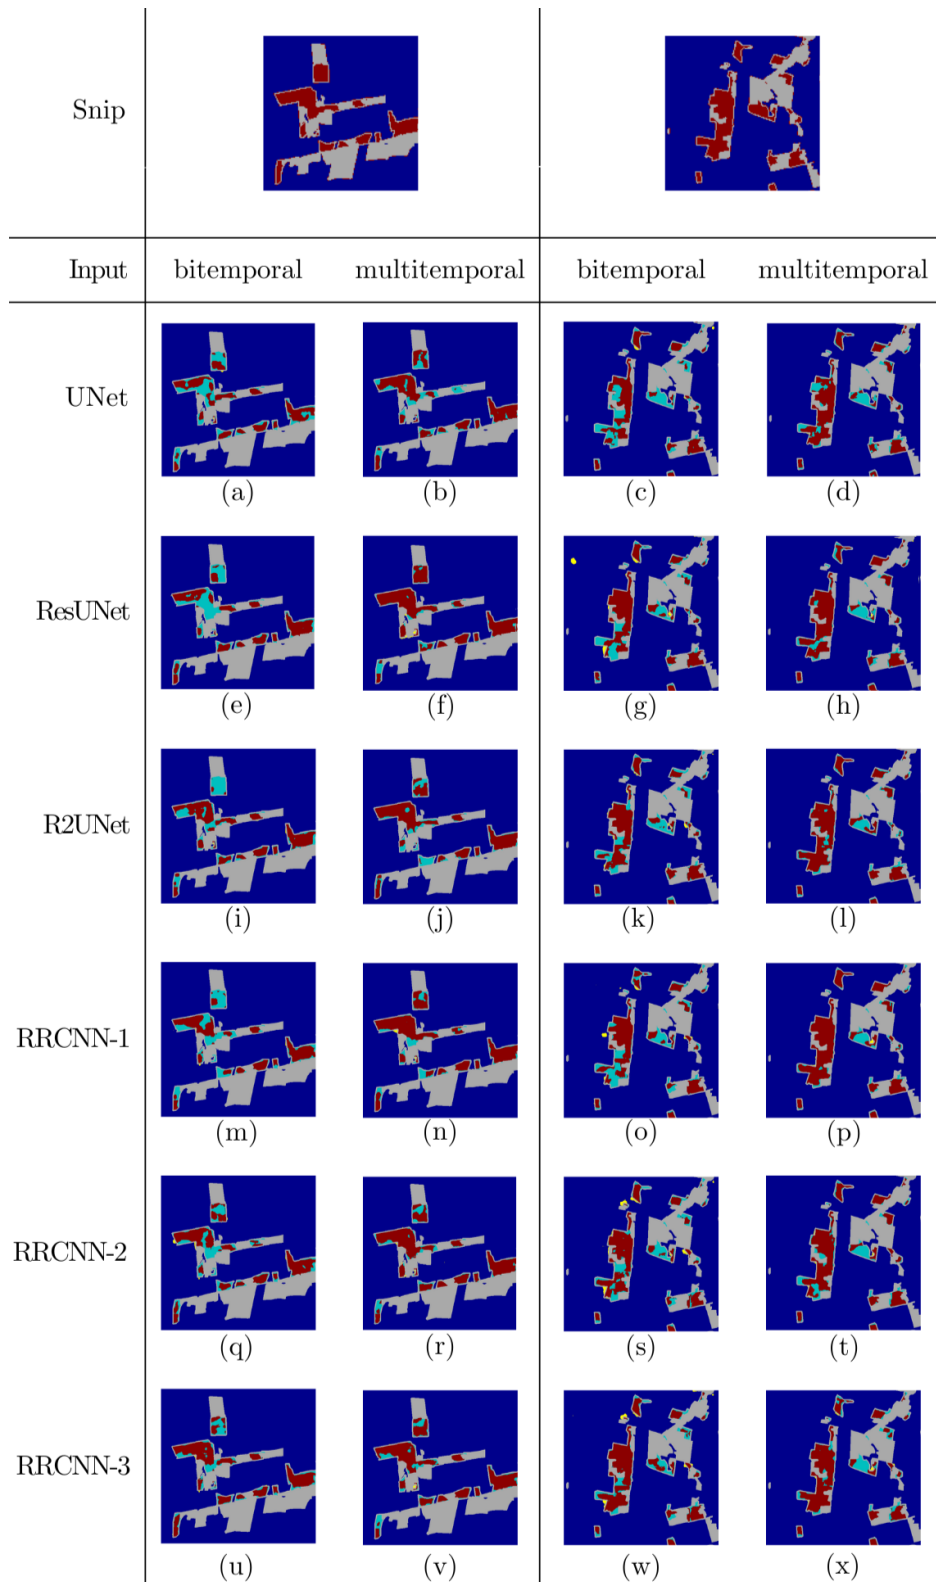 Snip
Input bitemporal multitemporal bitemporal multitemporal
UNet
(a) (b) (c) (d)
ResUNet
(e) (f) (g) (h)
R2UNet
(i) (j) (k) (l)
RRCNN-1
(m) (n) (o) (p)
RRCNN-2
(q) (r) (s) (t)
RRCNN-3
(u) (v) (w) (x)